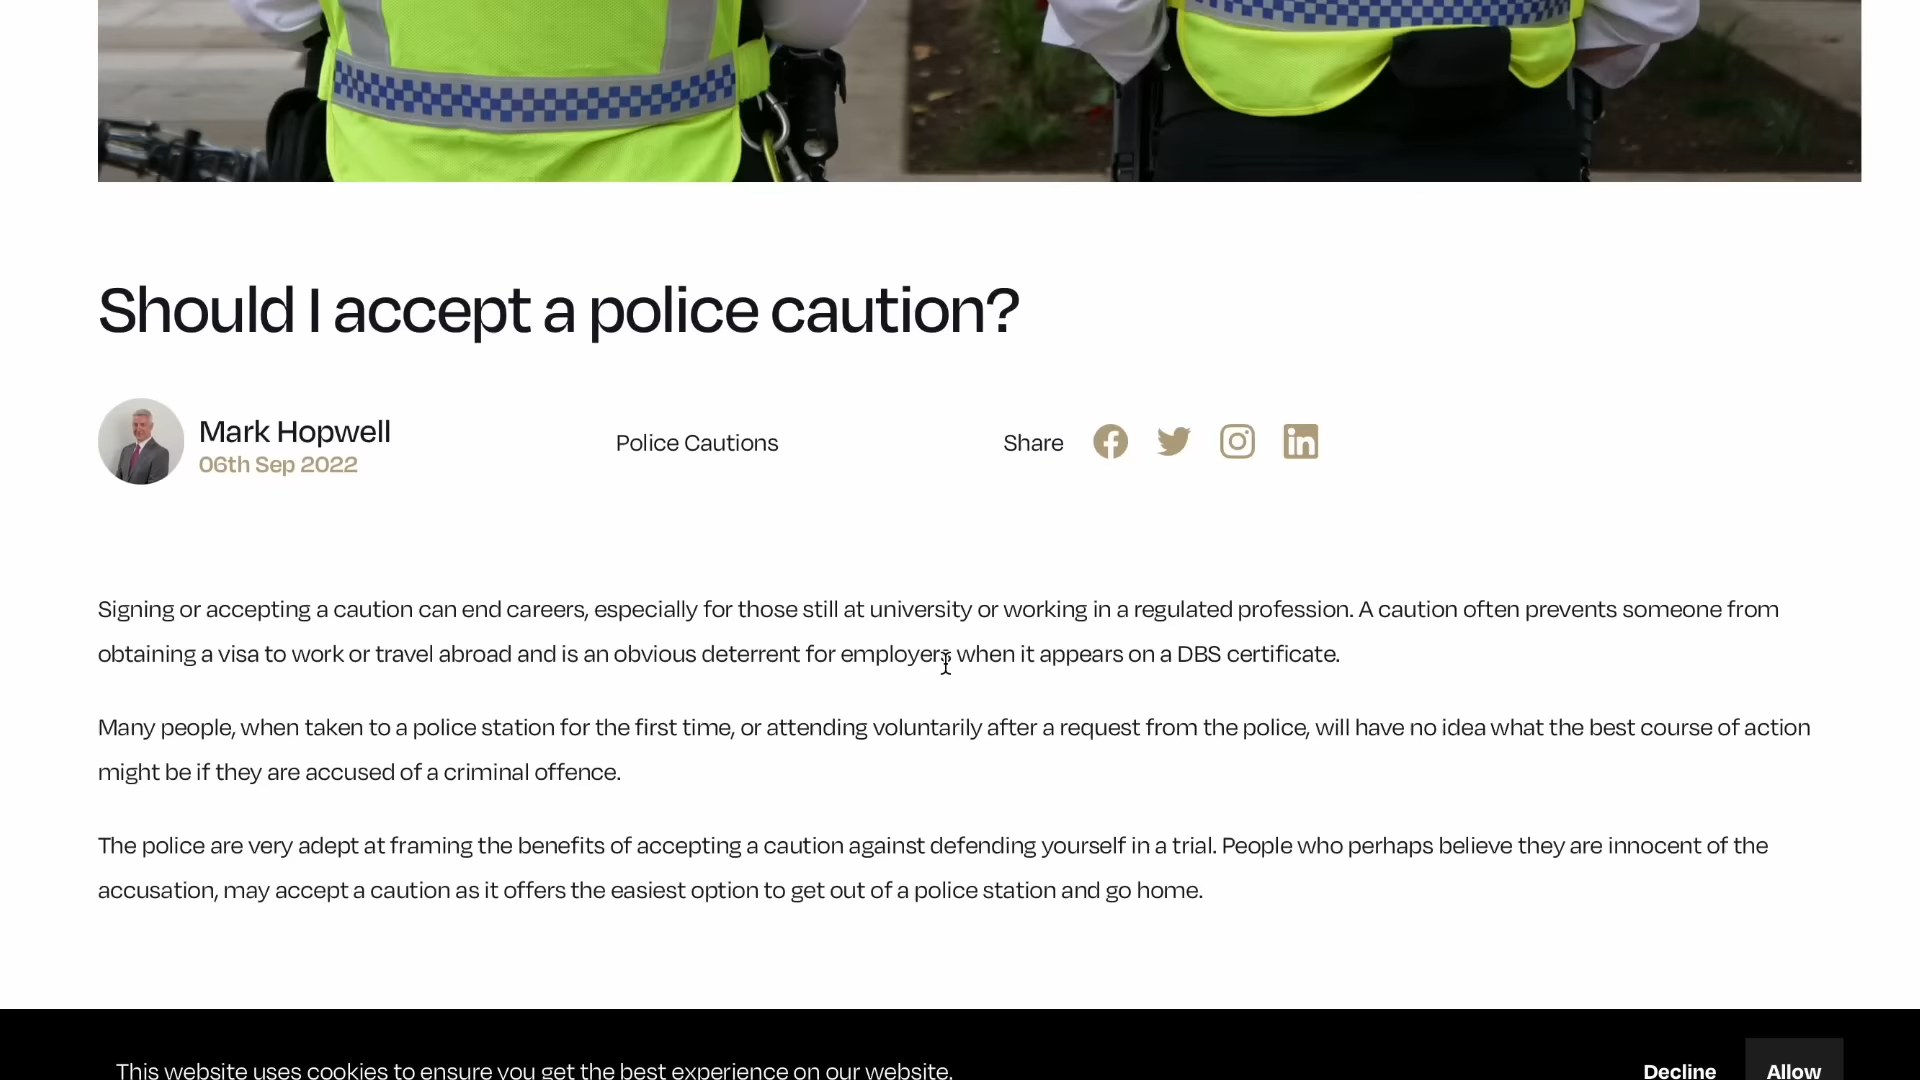 Should I accept a police caution?
Mark Hopwell
06th Sep 2022
Police Cautions
Share
Signing or accepting a caution can end careers, especially for those still at university or working in a regulated profession. A caution often prevents someone from
obtaining a visa to work or travel abroad and is an obvious deterrent for employers when it appears on a DBS certificate.
Many people, when taken to a police station for the first time, or attending voluntarily after a request from the police, will have no idea what the best course of action
might be if they are accused of a criminal offence.
The police are very adept at framing the benefits of accepting a caution against defending yourself in a trial. People who perhaps believe they are innocent of the
accusation, may accept a caution as it offers the easiest option to get out of a police station and go home.
This website uses cookies to ensure you get the best experience on our website.
Decline
Allow